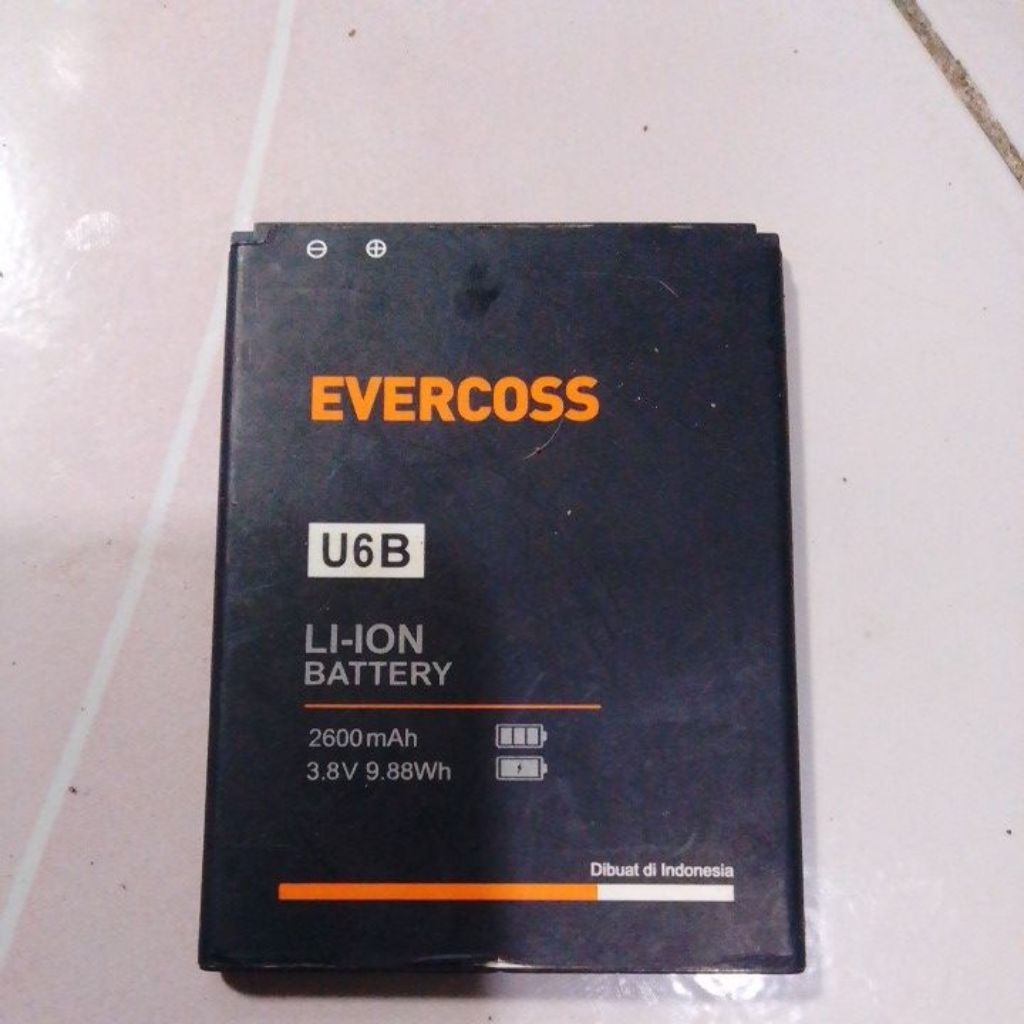 ⊖ ⊕
EVERCOSS
U6B
LI-ION
BATTERY
2600mAh
3.8V 9.88Wh
Dibuat di Indonesia